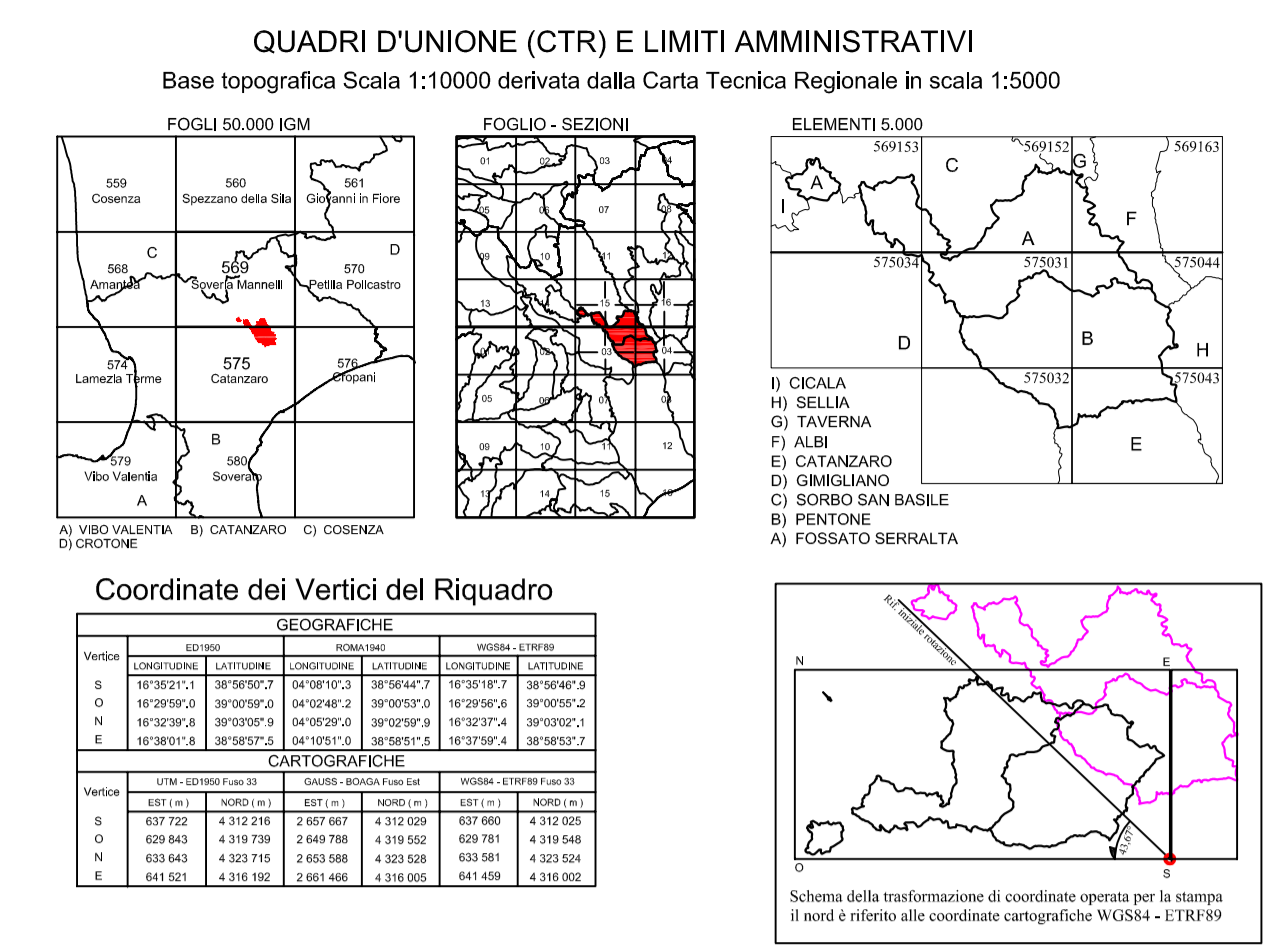 QUADRI D'UNIONE (CTR) E LIMITI AMMINISTRATIVI
Base topografica Scala 1:10000 derivata dalla Carta Tecnica Regionale in scala 1:5000
FOGLI 50.000 IGM
559 560 561
Cosenza Spezzano della Sila Giovanni in Fiore
C D
568 569 570
Amantea Soveria Mannelli Petilia Policastro
574 575 576
Lamezia Terme Catanzaro Cropani
B
579 580
Vibo Valentia Soverato
A
A) VIBO VALENTIA B) CATANZARO C) COSENZA
D) CROTONE
FOGLIO - SEZIONI
01 02 03 04
05 06 07 08
09 10 11 12
13 14 15 16
01 02 03 04
05 06 07 08
09 10 11 12
13 14 15 16
ELEMENTI 5.000
569153 569152 569163
C G
A
I F
A
575034 575031 575044
D B H
575032 575043
E
I) CICALA
H) SELLIA
G) TAVERNA
F) ALBI
E) CATANZARO
D) GIMIGLIANO
C) SORBO SAN BASILE
B) PENTONE
A) FOSSATO SERRALTA
Coordinate dei Vertici del Riquadro
GEOGRAFICHE
Vertice ED1950 ROMA1940 WGS84 - ETRF89
LONGITUDINE LATITUDINE LONGITUDINE LATITUDINE LONGITUDINE LATITUDINE
S 16°35'21".1 38°56'50".7 04°08'10".3 38°56'44".7 16°35'18".7 38°56'46".9
O 16°29'59".0 39°00'59".0 04°02'48".2 39°00'53".0 16°29'56".6 39°00'55".2
N 16°32'39".8 39°03'05".9 04°05'29".0 39°02'59".9 16°32'37".4 39°03'02".1
E 16°38'01".8 38°58'57".5 04°10'51".0 38°58'51".5 16°37'59".4 38°58'53".7
CARTOGRAFICHE
Vertice UTM - ED1950 Fuso 33 GAUSS - BOAGA Fuso Est WGS84 - ETRF89 Fuso 33
EST ( m ) NORD ( m ) EST ( m ) NORD ( m ) EST ( m ) NORD ( m )
S 637 722 4 312 216 2 657 667 4 312 029 637 660 4 312 025
O 629 843 4 319 739 2 649 788 4 319 552 629 781 4 319 548
N 633 643 4 323 715 2 653 588 4 323 528 633 581 4 323 524
E 641 521 4 316 192 2 661 466 4 316 005 641 459 4 316 002
Rif. iniziale rotazione
N E
43,67°
O S
Schema della trasformazione di coordinate operata per la stampa
il nord è riferito alle coordinate cartografiche WGS84 - ETRF89